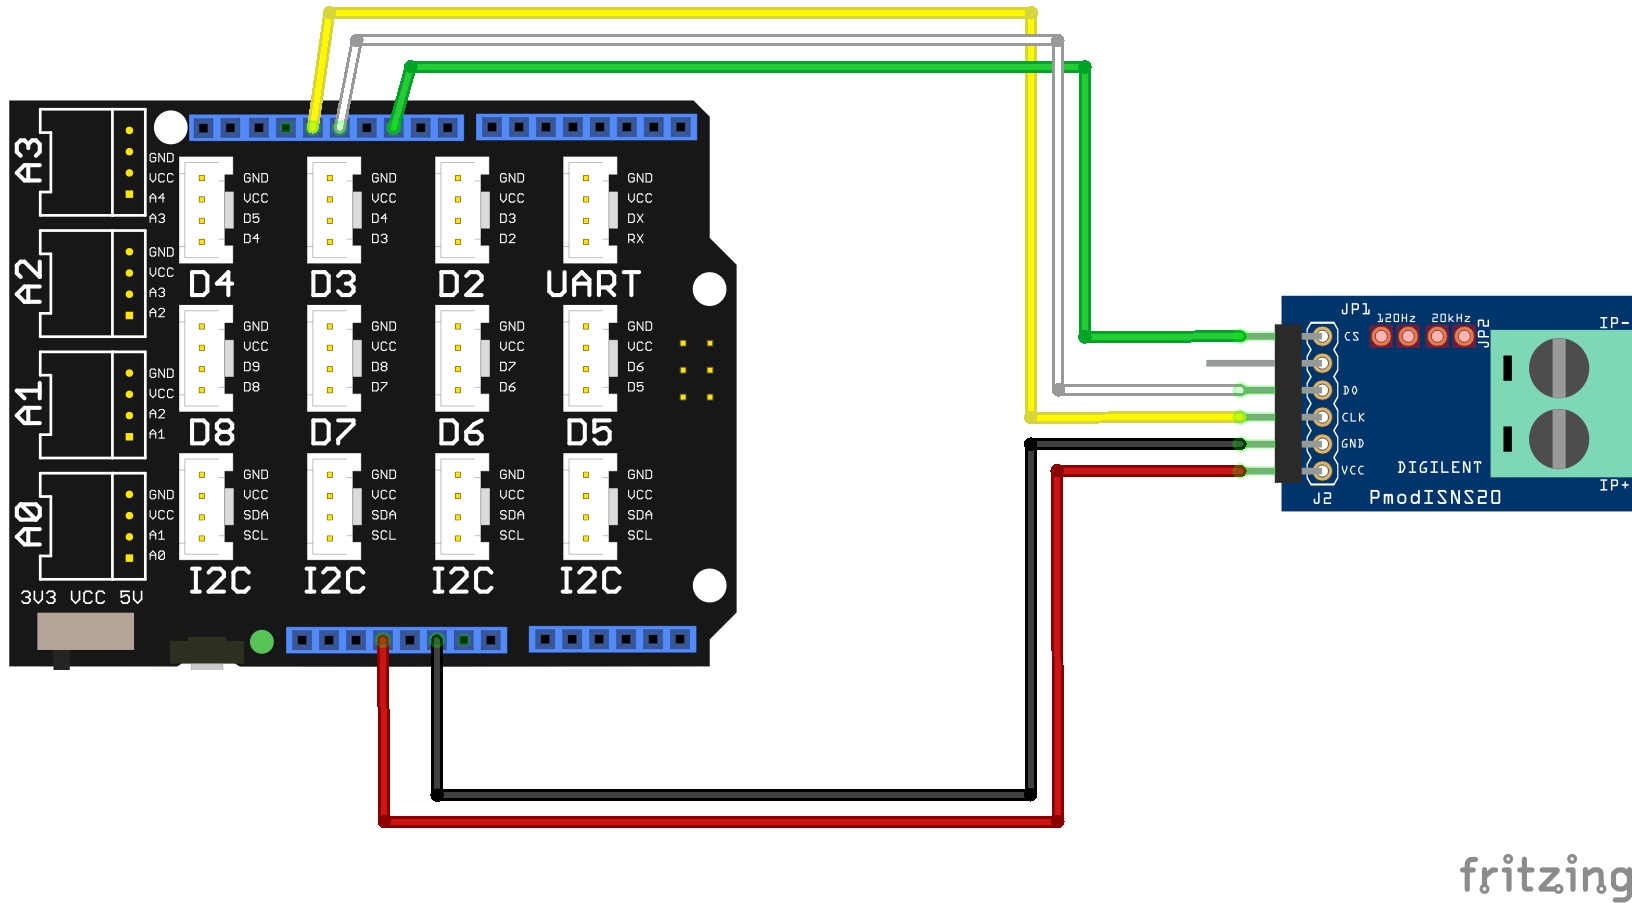 A3
GND
VCC
A4
A3
A2
GND
VCC
A3
A2
A1
GND
VCC
A2
A1
A0
GND
VCC
A1
A0
3V3 VCC 5V
GND
VCC
D5
D4
D4
GND
VCC
D4
D3
D3
GND
VCC
D3
D2
D2
GND
VCC
DX
RX
UART
GND
VCC
D9
D8
D8
GND
VCC
D8
D7
D7
GND
VCC
D7
D6
D6
GND
VCC
D6
D5
D5
GND
VCC
SDA
SCL
I2C
GND
VCC
SDA
SCL
I2C
GND
VCC
SDA
SCL
I2C
GND
VCC
SDA
SCL
I2C
JP1
120Hz
20kHz
JP2
IP-
CS
DO
CLK
GND
VCC
J2
DIGILENT
PmodISNS20
IP+
fritzing